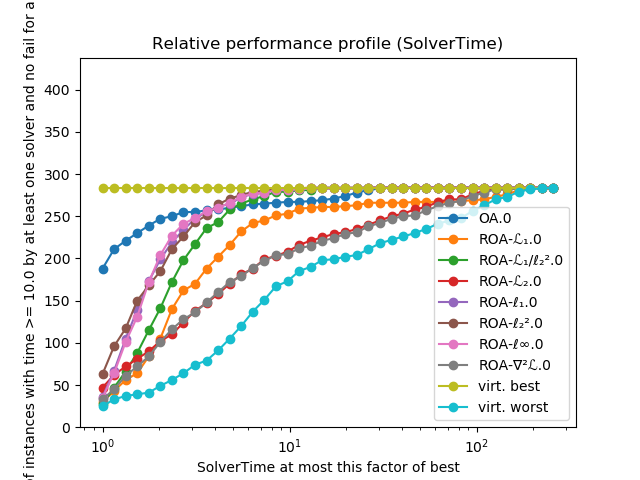 Relative performance profile (SolverTime)
of instances with time >= 10.0 by at least one solver and no fail for a
400
350
300
250
200
150
100
50
0
10⁰
10¹
10²
SolverTime at most this factor of best
OA.0
ROA-ℒ₁.0
ROA-ℒ₁/ℓ₂².0
ROA-ℒ₂.0
ROA-ℓ₁.0
ROA-ℓ₂².0
ROA-ℓ∞.0
ROA-∇²ℒ.0
virt. best
virt. worst